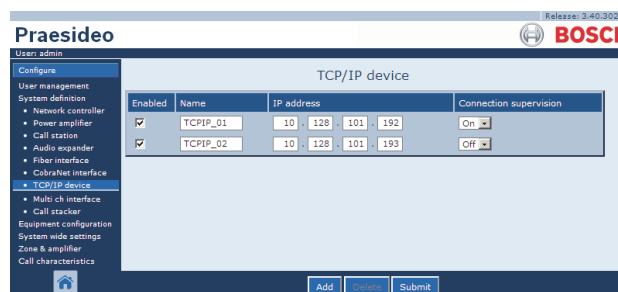 Release: 3.40.302
Praesideo
BOSCH
User: admin
Configure
User management
System definition
• Network controller
• Power amplifier
• Call station
• Audio expander
• Fiber interface
• CobraNet interface
• TCP/IP device
• Multi ch interface
• Call stacker
Equipment configuration
System wide settings
Zone & amplifier
Call characteristics
TCP/IP device
Enabled Name IP address Connection supervision
TCPIP_01 10 . 128 . 101 . 192 On
TCPIP_02 10 . 128 . 101 . 193 Off
Add Delete Submit